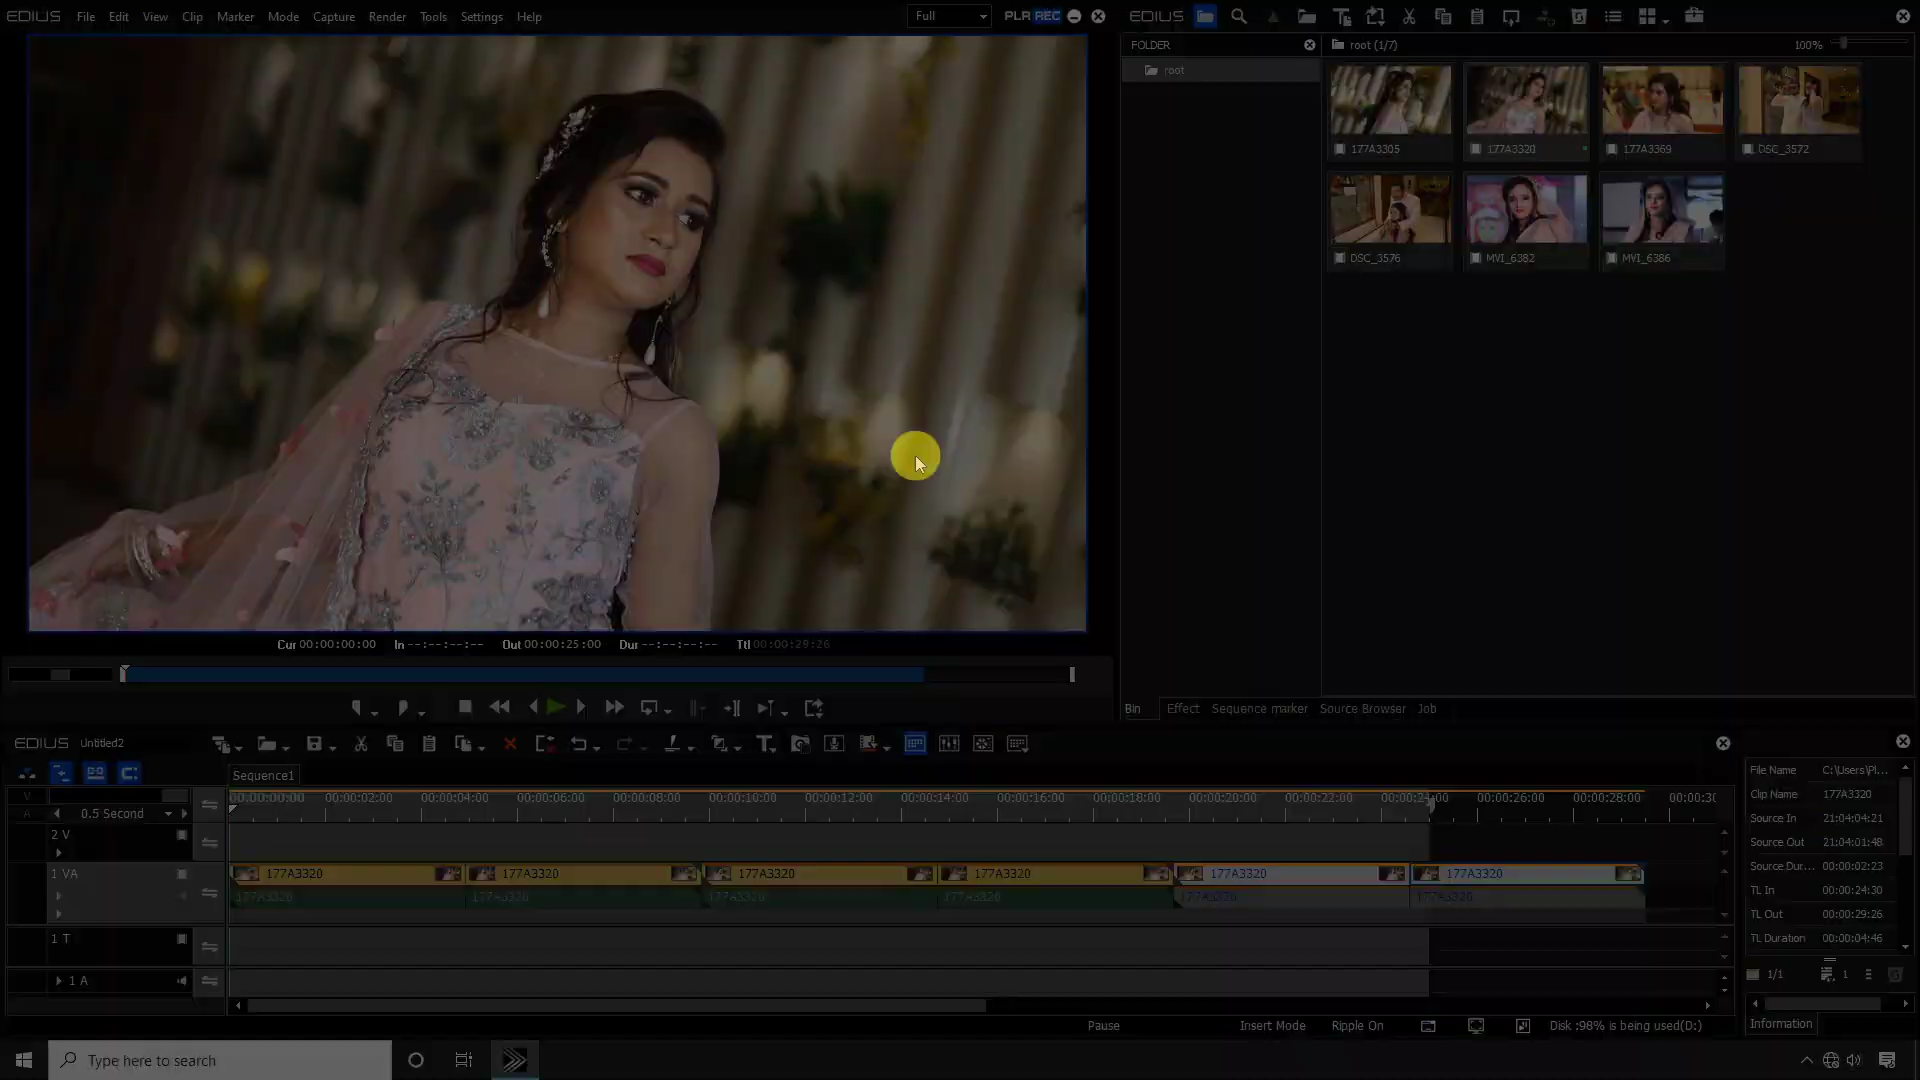 EDIUS File Edit View Clip Marker Mode Capture Render Tools Settings Help
Full
PLR REC
EDIUS
FOLDER
root (1/7)
100%
root
177A3305
177A3320
177A3369
DSC_3572
DSC_3576
MVI_6382
MVI_6386
Cur 00:00:00:00 In --:--:--:-- Out 00:00:25:00 Dur --:--:--:-- Ttl 00:00:29:26
Bin Effect Sequence marker Source Browser Job
EDIUS Untitled2
Sequence1
V
A
0.5 Second
00:00:00:00 00:00:02:00 00:00:04:00 00:00:06:00 00:00:08:00 00:00:10:00 00:00:12:00 00:00:14:00 00:00:16:00 00:00:18:00 00:00:20:00 00:00:22:00 00:00:24:00 00:00:26:00 00:00:28:00 00:00:30
2 V
1 VA
177A3320 177A3320 177A3320 177A3320 177A3320 177A3320
177A3320 177A3320 177A3320 177A3320 177A3320 177A3320
1 T
1 A
File Name C:\Users\Pl...
Clip Name 177A3320
Source In 21:04:04:21
Source Out 21:04:01:48
Source Dur... 00:00:02:23
TL In 00:00:24:30
TL Out 00:00:29:26
TL Duration 00:00:04:46
1/1 1
Information
Pause Insert Mode Ripple On Disk :98% is being used(D:)
Type here to search